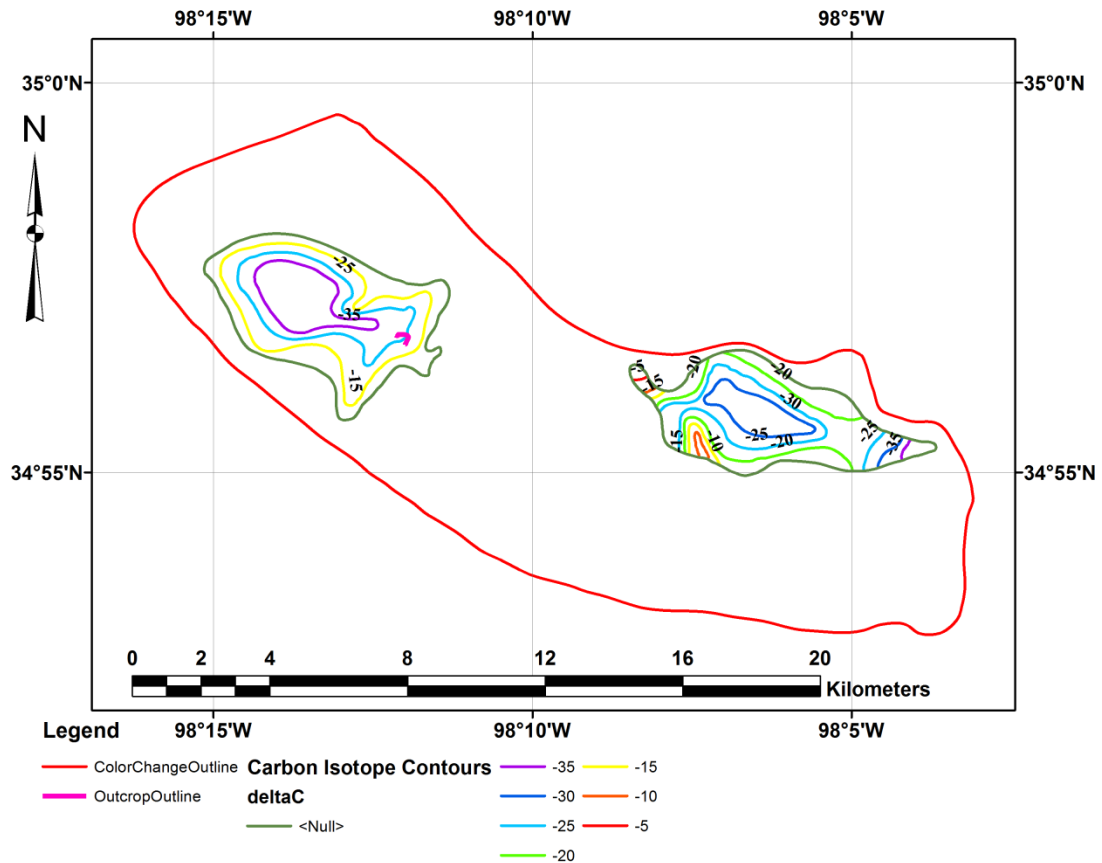 98°15'W 98°10'W 98°5'W
35°0'N 35°0'N
N
-25
-35
-15
-5
-15
-20
-20
-30
-25
-20
-15
-10
-25
-35
34°55'N 34°55'N
0 2 4 8 12 16 20
Kilometers
98°15'W 98°10'W 98°5'W
Legend
ColorChangeOutline
OutcropOutline
Carbon Isotope Contours
deltaC
<Null>
-35
-30
-25
-20
-15
-10
-5